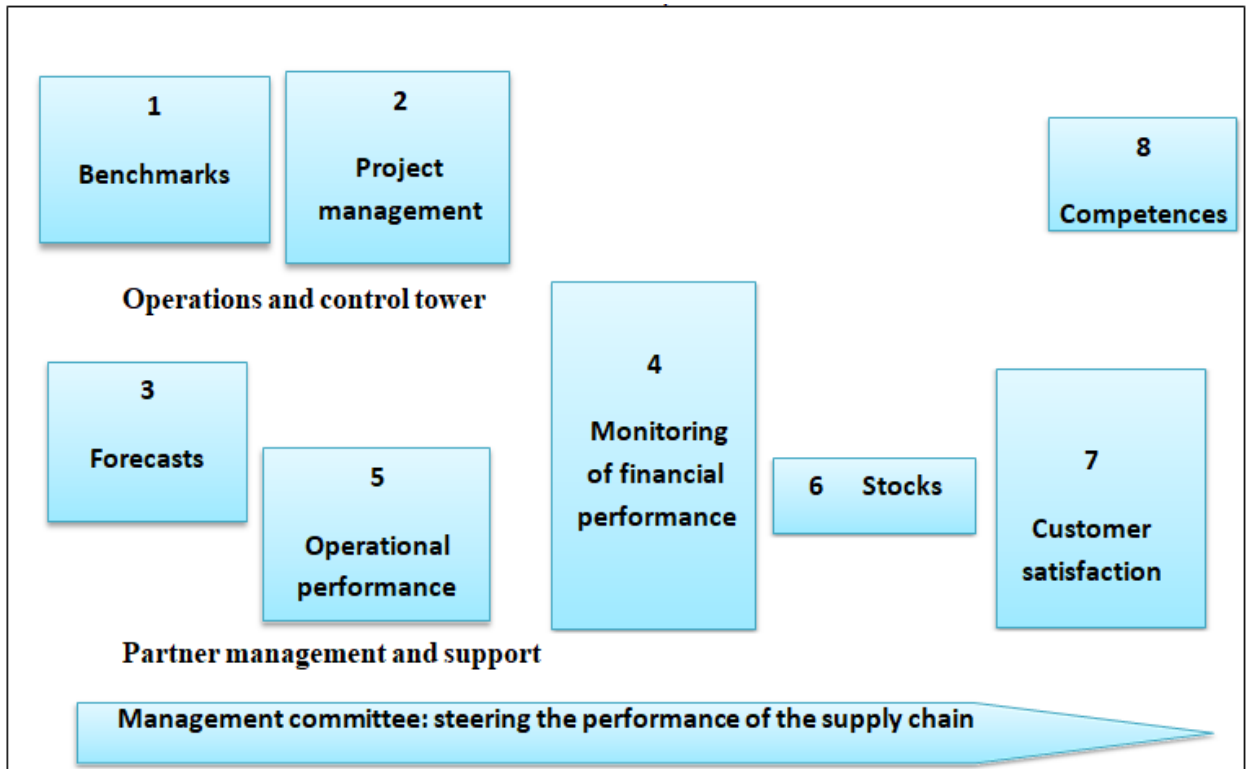 1
Benchmarks
2
Project
management
8
Competences
Operations and control tower
3
Forecasts
5
Operational
performance
4
Monitoring
of financial
performance
6 Stocks
7
Customer
satisfaction
Partner management and support
Management committee: steering the performance of the supply chain